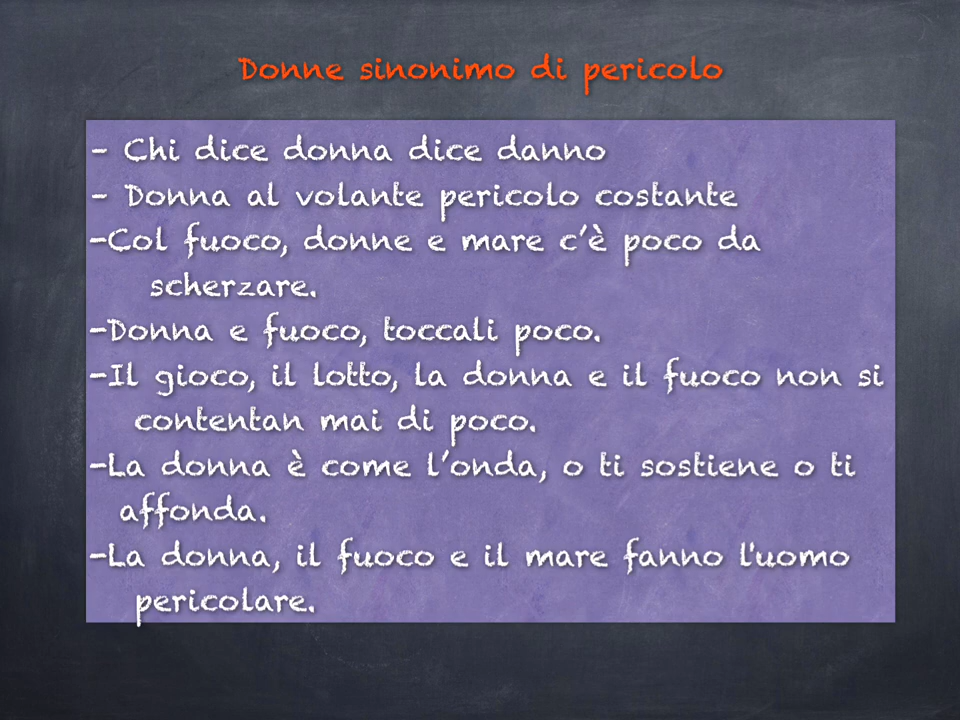 Donne sinonimo di pericolo
- Chi dice donna dice danno
- Donna al volante pericolo costante
-Col fuoco, donne e mare c’è poco da
scherzare.
-Donna e fuoco, toccali poco.
-Il gioco, il lotto, la donna e il fuoco non si
contentan mai di poco.
-La donna è come l’onda, o ti sostiene o ti
affonda.
-La donna, il fuoco e il mare fanno l'uomo
pericolare.